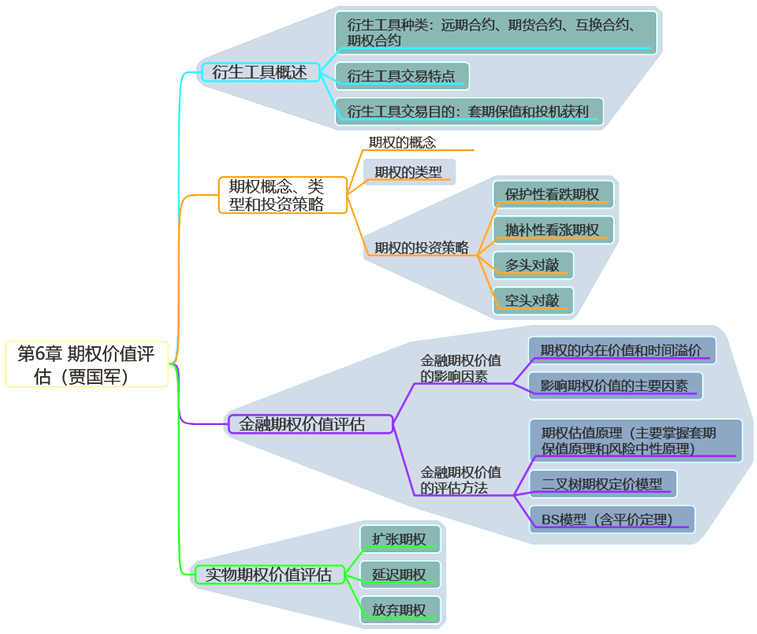 第6章 期权价值评
估（贾国军）
衍生工具概述
衍生工具种类：远期合约、期货合约、互换合约、
期权合约
衍生工具交易特点
衍生工具交易目的：套期保值和投机获利
期权概念、类
型和投资策略
期权的概念
期权的类型
期权的投资策略
保护性看跌期权
抛补性看涨期权
多头对敲
空头对敲
金融期权价值评估
金融期权价值
的影响因素
期权的内在价值和时间溢价
影响期权价值的主要因素
金融期权价值
的评估方法
期权估值原理（主要掌握套期
保值原理和风险中性原理）
二叉树期权定价模型
BS模型（含平价定理）
实物期权价值评估
扩张期权
延迟期权
放弃期权